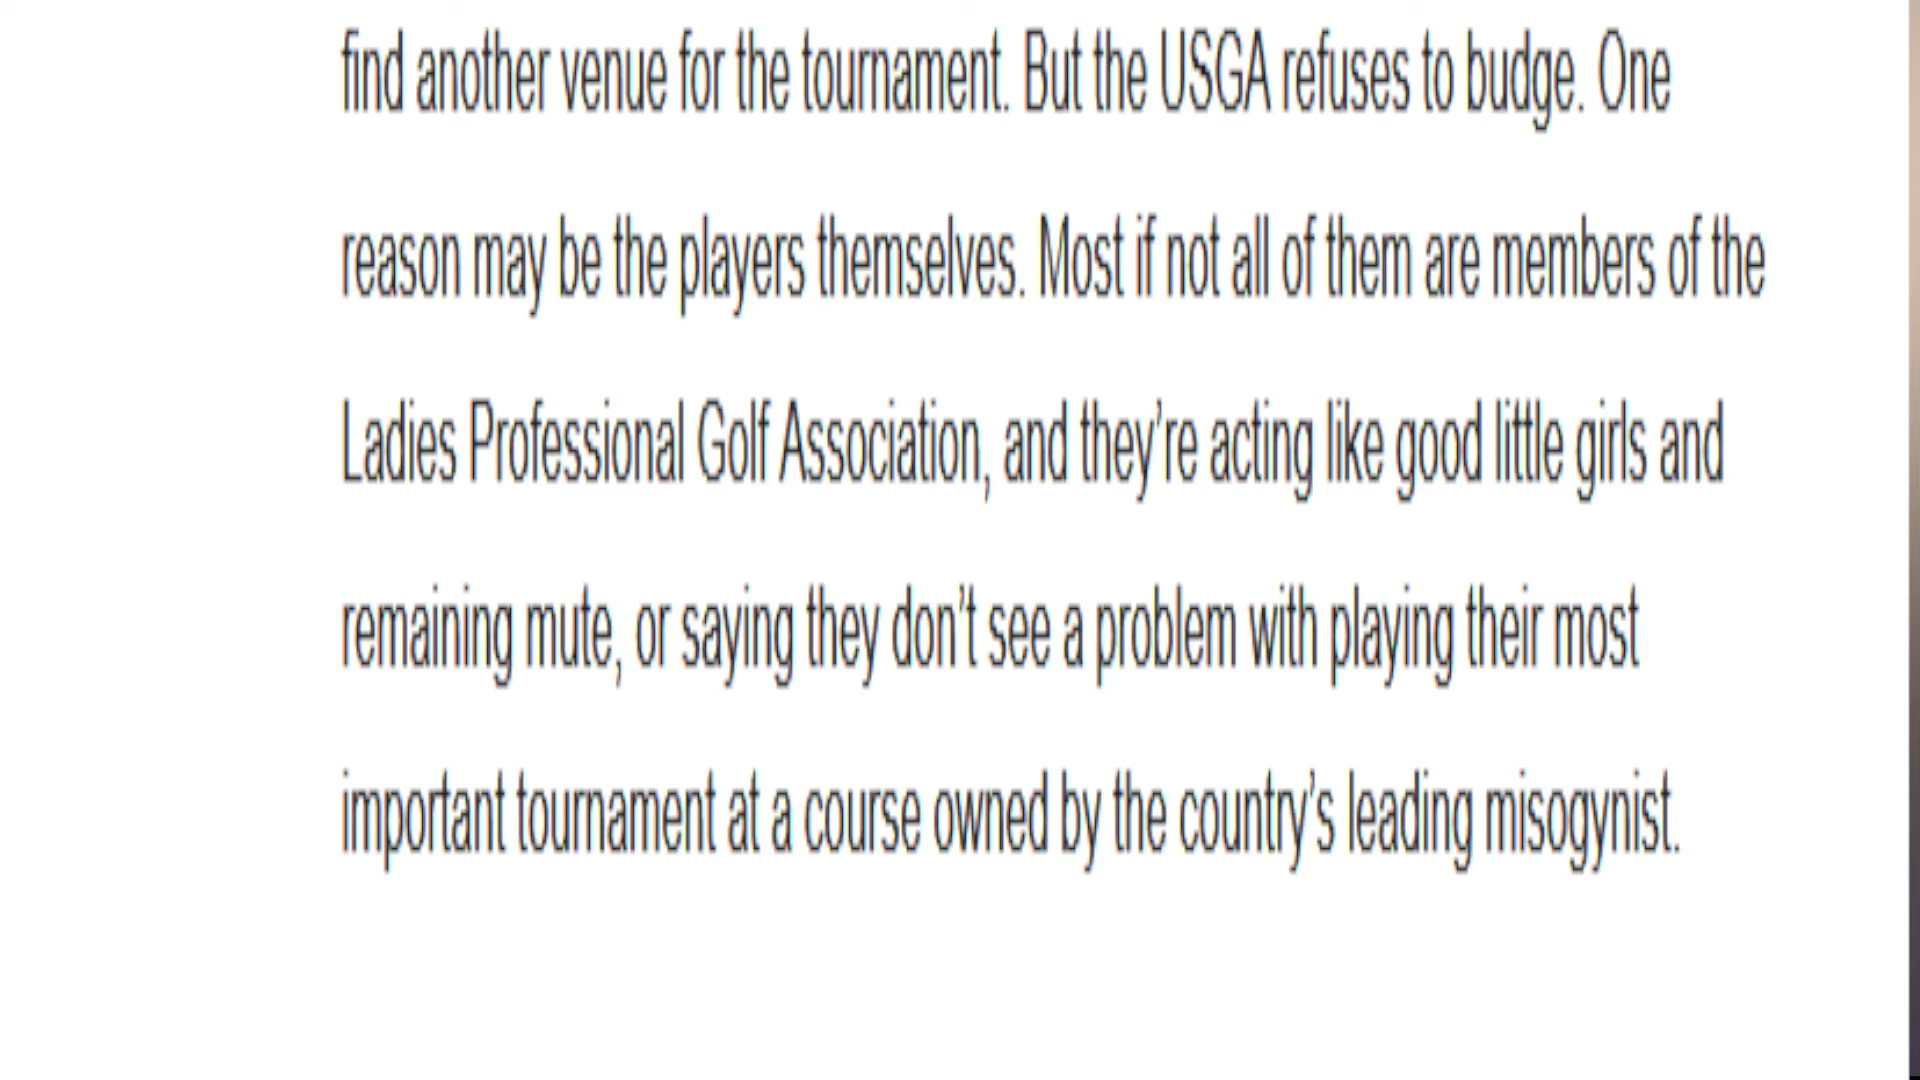 find another venue for the tournament. But the USGA refuses to budge. One
reason may be the players themselves. Most if not all of them are members of the
Ladies Professional Golf Association, and they’re acting like good little girls and
remaining mute, or saying they don’t see a problem with playing their most
important tournament at a course owned by the country’s leading misogynist.